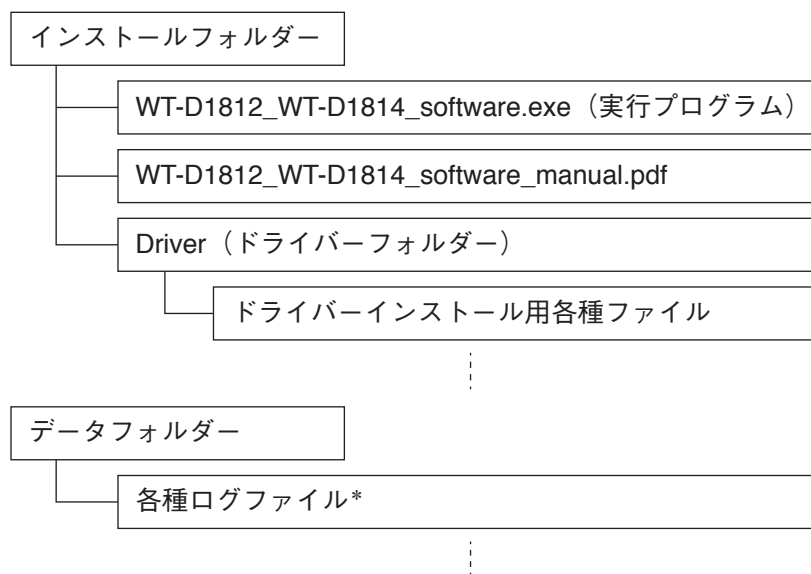 インストールフォルダー
WT-D1812_WT-D1814_software.exe（実行プログラム）
WT-D1812_WT-D1814_software_manual.pdf
Driver（ドライバーフォルダー）
ドライバーインストール用各種ファイル
データフォルダー
各種ログファイル*